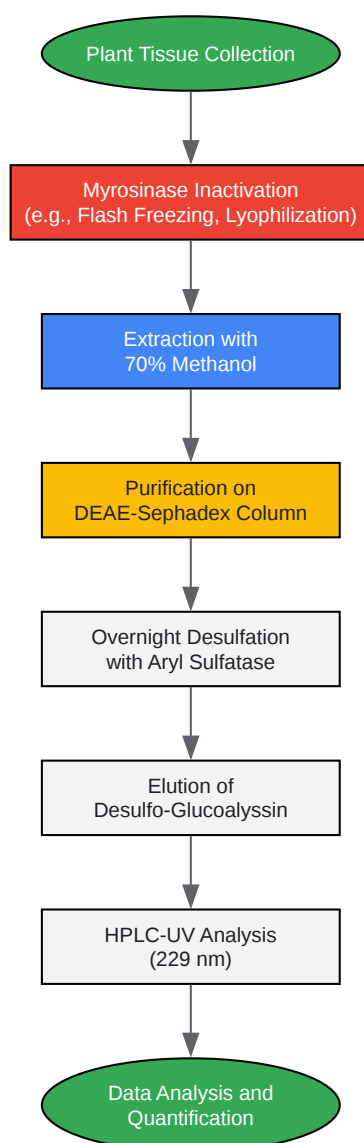 Plant Tissue Collection
Myrosinase Inactivation
(e.g., Flash Freezing, Lyophilization)
Extraction with
70% Methanol
Purification on
DEAE-Sephadex Column
Overnight Desulfation
with Aryl Sulfatase
Elution of
Desulfo-Glucoalyssin
HPLC-UV Analysis
(229 nm)
Data Analysis and
Quantification